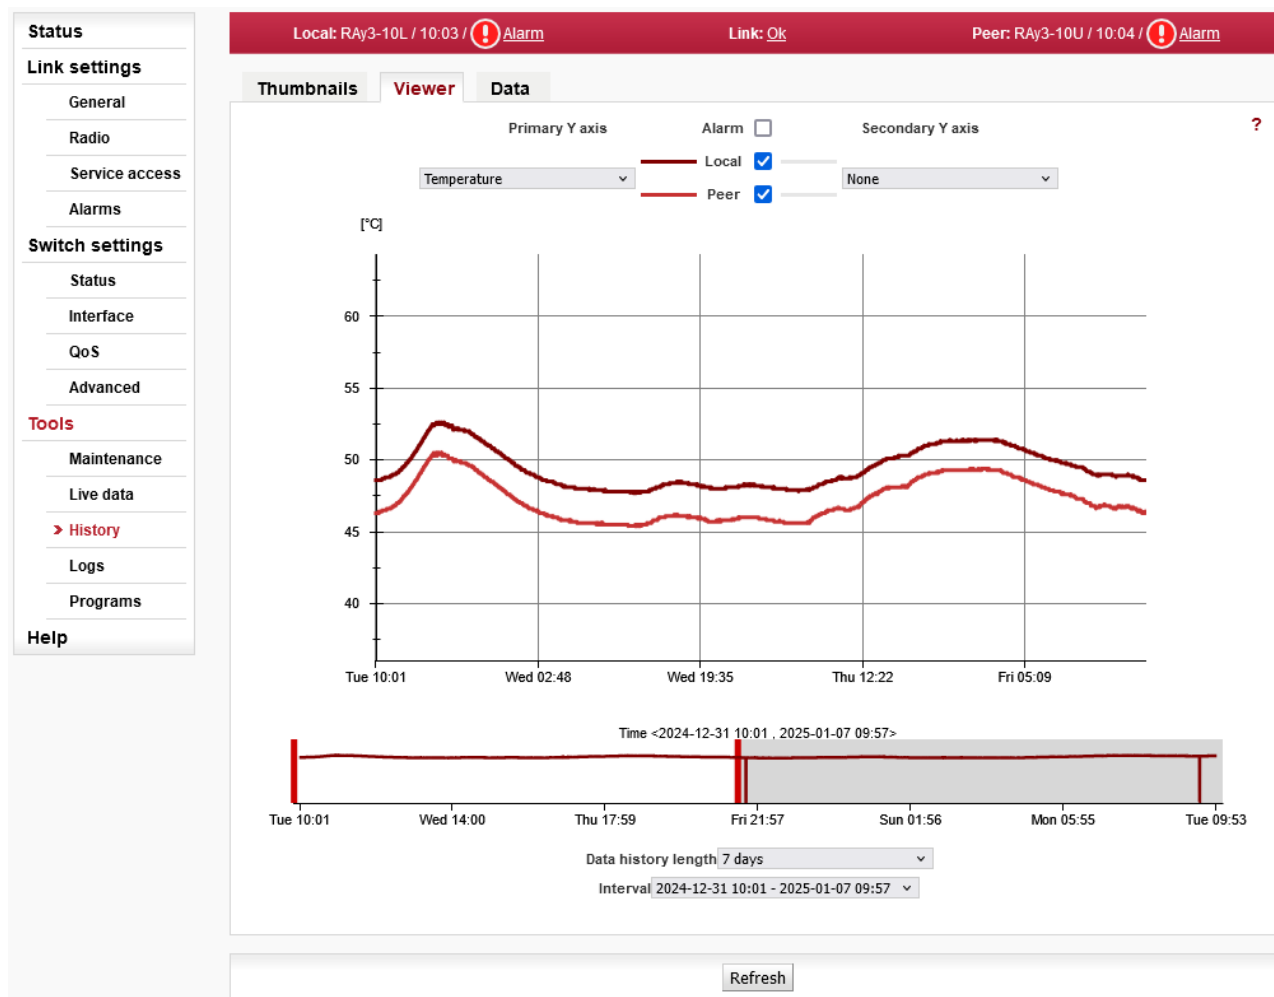 Status
Link settings
General
Radio
Service access
Alarms
Switch settings
Status
Interface
QoS
Advanced
Tools
Maintenance
Live data
History
Logs
Programs
Help
Local: RAy3-10L / 10:03 / Alarm
Link: Ok
Peer: RAy3-10U / 10:04 / Alarm
Thumbnails Viewer Data
?
Primary Y axis Alarm Secondary Y axis
Local
Temperature None
Peer
[°C]
60
55
50
45
40
Tue 10:01 Wed 02:48 Wed 19:35 Thu 12:22 Fri 05:09
Time <2024-12-31 10:01 , 2025-01-07 09:57>
Tue 10:01 Wed 14:00 Thu 17:59 Fri 21:57 Sun 01:56 Mon 05:55 Tue 09:53
Data history length 7 days
Interval 2024-12-31 10:01 - 2025-01-07 09:57
Refresh